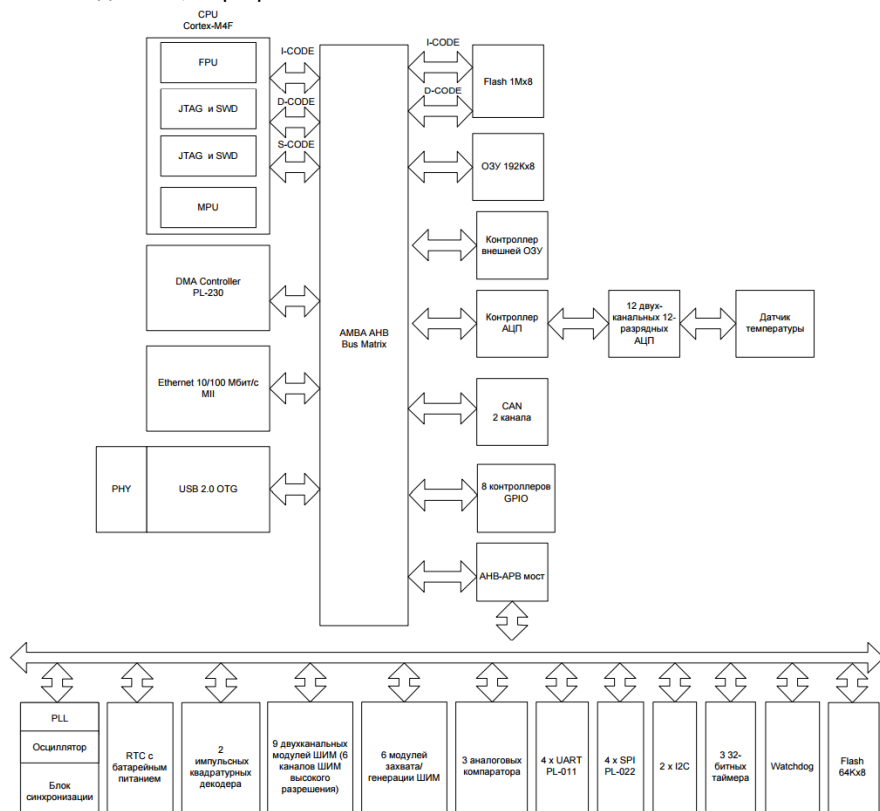 CPU
Cortex-M4F
FPU
JTAG и SWD
JTAG и SWD
MPU
I-CODE
D-CODE
S-CODE
DMA Controller
PL-230
Ethernet 10/100 Мбит/с
MII
PHY
USB 2.0 OTG
AMBA AHB
Bus Matrix
I-CODE
D-CODE
Flash 1Mx8
ОЗУ 192Kx8
Контроллер
внешней ОЗУ
Контроллер
АЦП
12 двух-
канальных 12-
разрядных
АЦП
Датчик
температуры
CAN
2 канала
8 контроллеров
GPIO
AHB-APB мост
PLL
Осциллятор
Блок
синхронизации
RTC с
батарейным
питанием
2
импульсных
квадратурных
декодера
9 двухканальных
модулей ШИМ (6
каналов ШИМ
высокого
разрешения)
6 модулей
захвата/
генерации ШИМ
3 аналоговых
компаратора
4 x UART
PL-011
4 x SPI
PL-022
2 x I2C
3 32-
битных
таймера
Watchdog
Flash
64Kx8